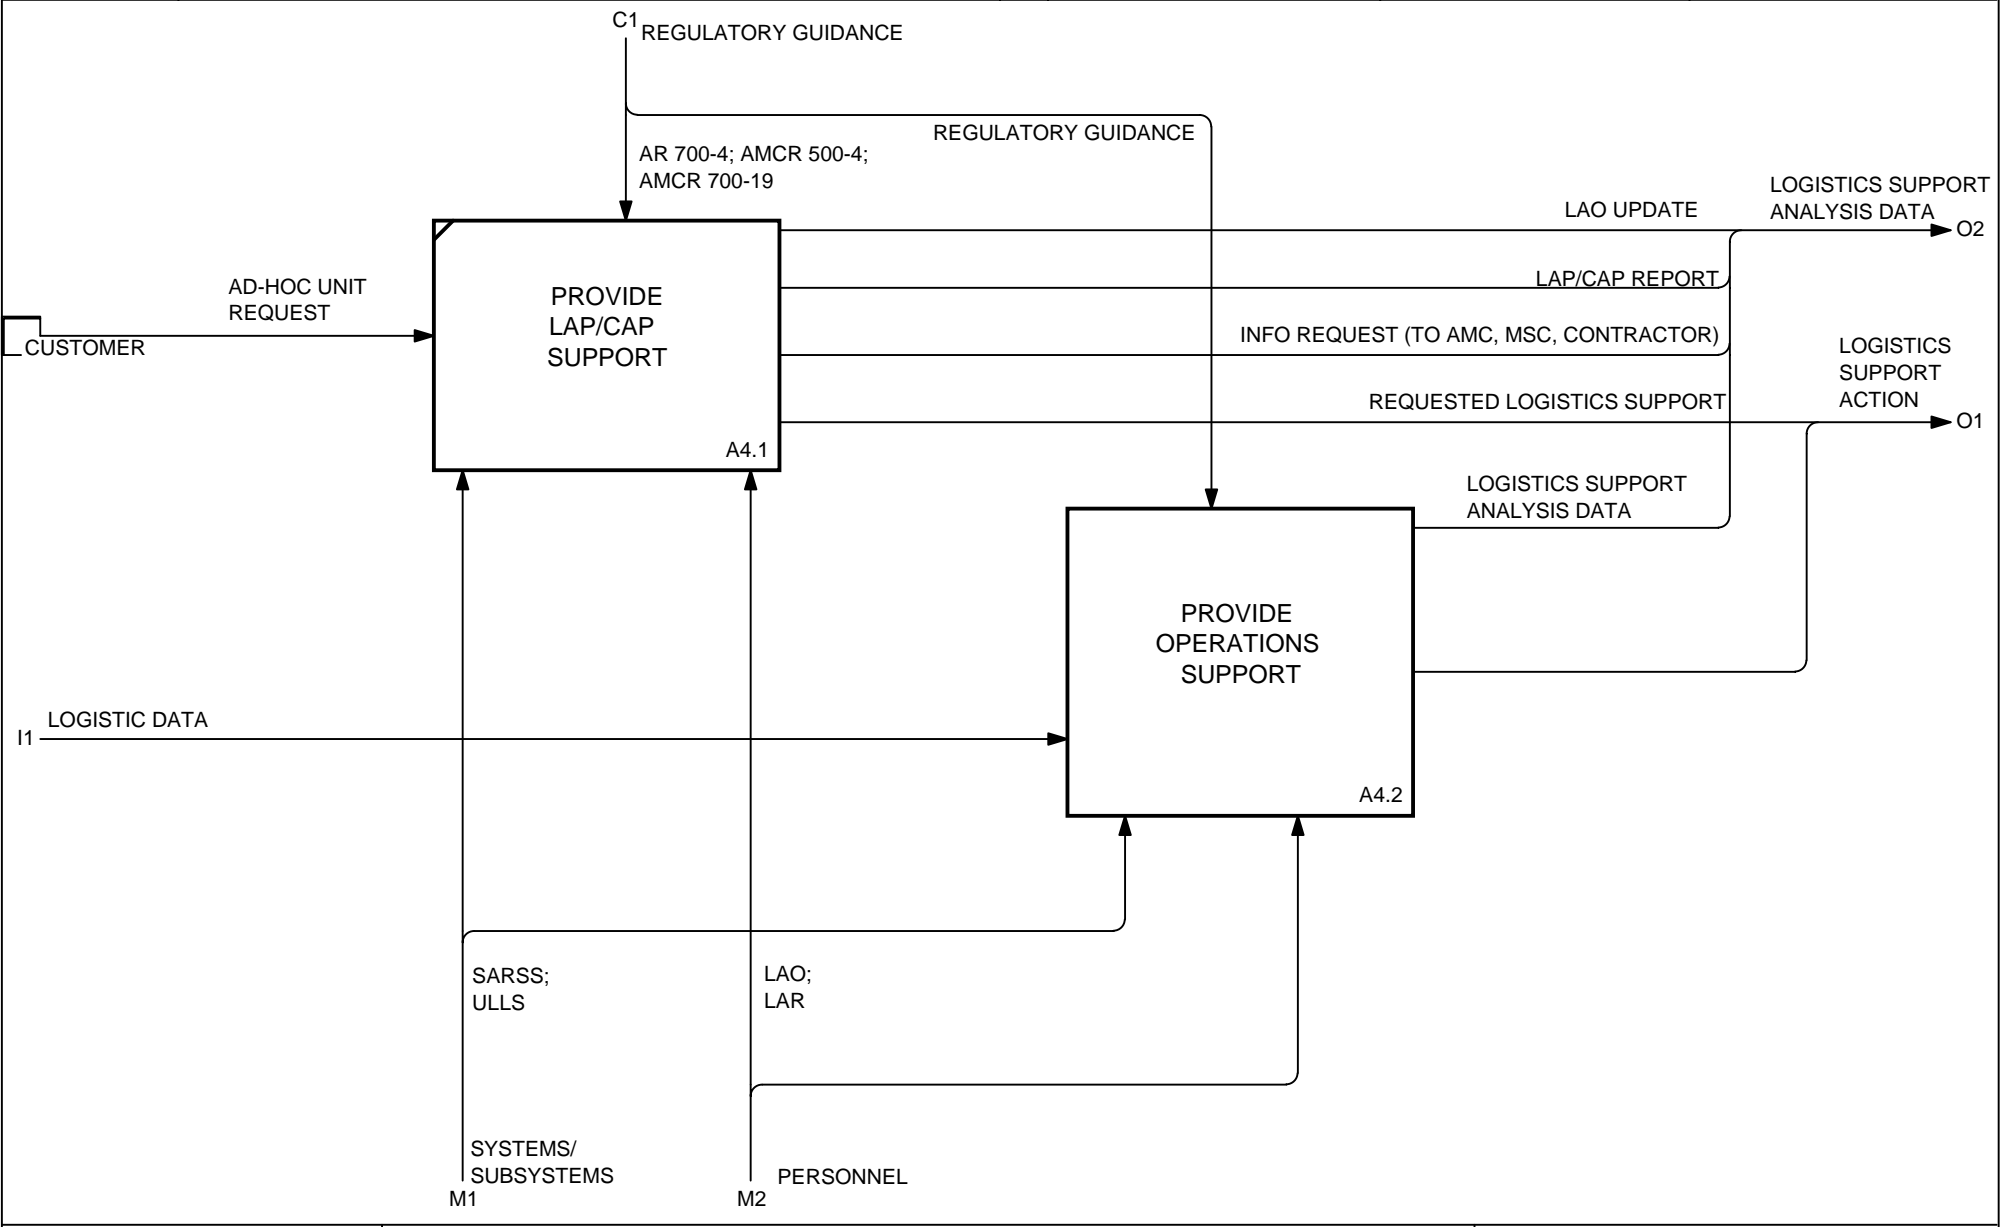 C1
REGULATORY GUIDANCE
REGULATORY GUIDANCE
AR 700-4; AMCR 500-4;
AMCR 700-19
LOGISTICS SUPPORT
ANALYSIS DATA
LAO UPDATE
O2
LAP/CAP REPORT
AD-HOC UNIT
REQUEST
CUSTOMER
PROVIDE
LAP/CAP
SUPPORT
A4.1
INFO REQUEST (TO AMC, MSC, CONTRACTOR)
LOGISTICS
SUPPORT
ACTION
REQUESTED LOGISTICS SUPPORT
O1
LOGISTICS SUPPORT
ANALYSIS DATA
PROVIDE
OPERATIONS
SUPPORT
A4.2
LOGISTIC DATA
I1
SARSS;
ULLS
LAO;
LAR
SYSTEMS/
SUBSYSTEMS
M1
PERSONNEL
M2